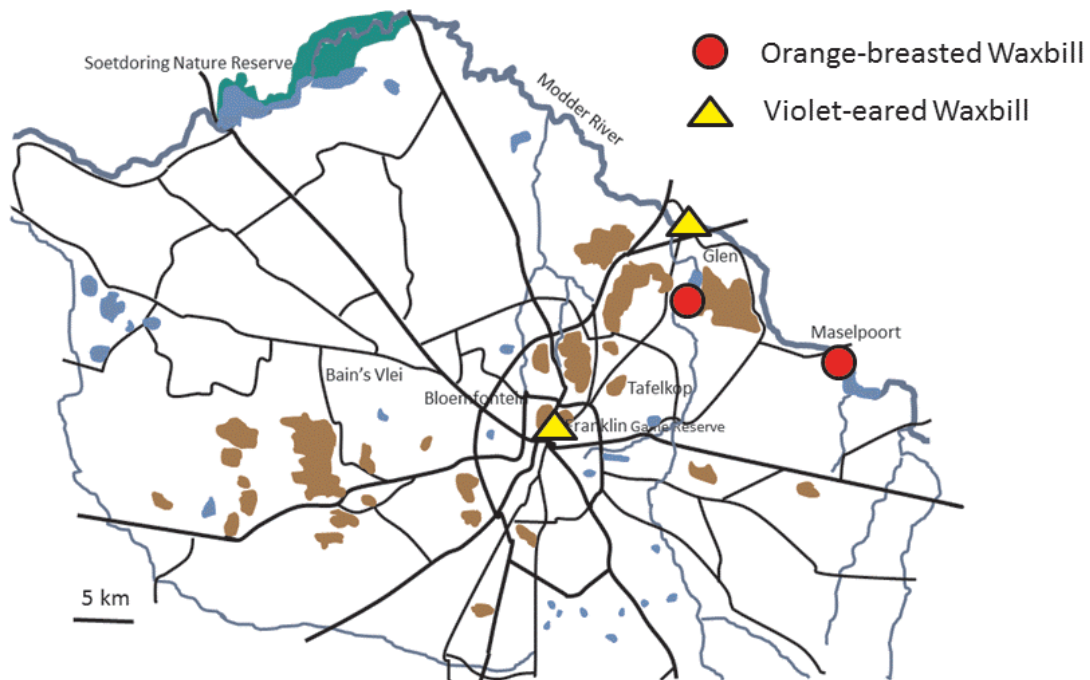 Orange-breasted Waxbill
Soetdoring Nature Reserve
Violet-eared Waxbill
Modder River
Glen
Maselpoort
Bain's Vlei
Tafelkop
Bloemfontein
Franklin Game Reserve
5 km